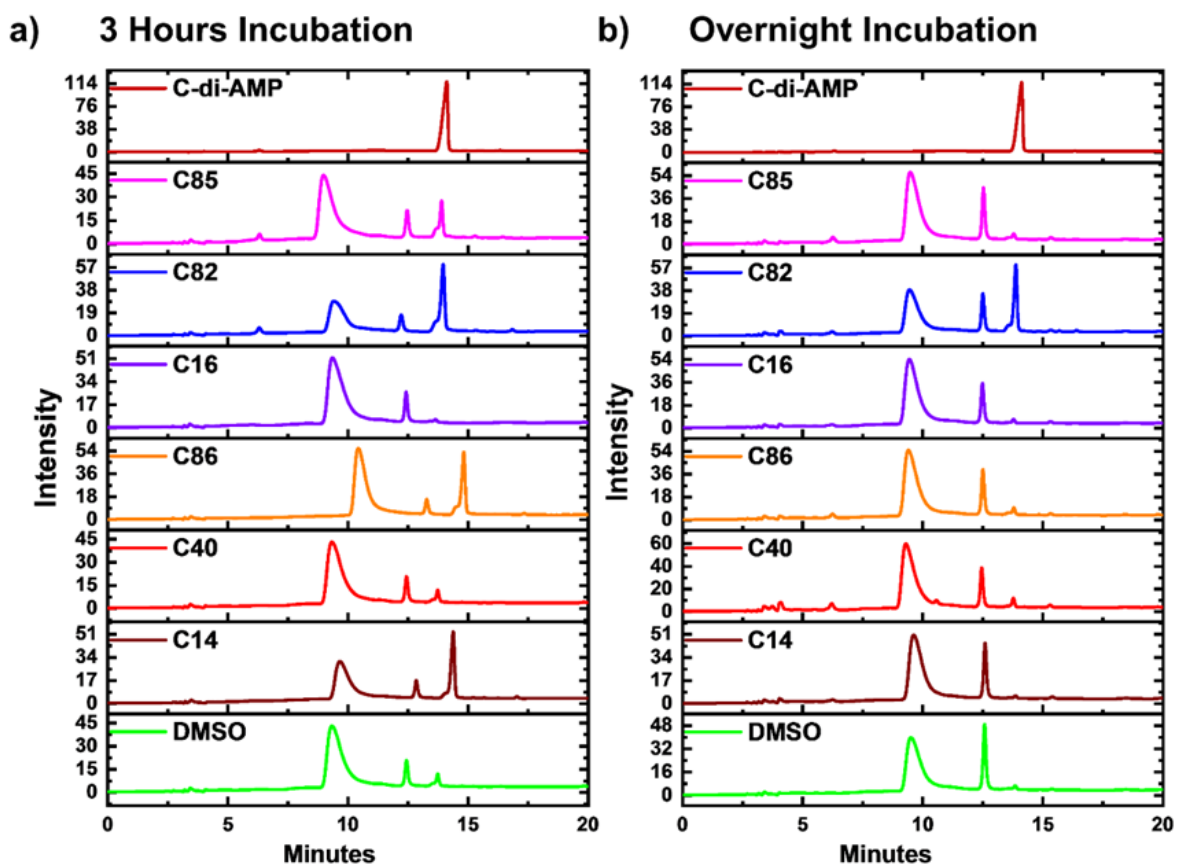 a) 3 Hours Incubation
b) Overnight Incubation
C-di-AMP
114
76
38
0
C85
45
30
15
0
C82
57
38
19
0
C16
51
34
17
0
C86
54
36
18
0
C40
45
30
15
0
C14
51
34
17
0
DMSO
45
30
15
0
0 5 10 15 20
Intensity
Minutes
C-di-AMP
114
76
38
0
C85
54
36
18
0
C82
57
38
19
0
C16
54
36
18
0
C86
54
36
18
0
C40
60
40
20
0
C14
51
34
17
0
DMSO
48
32
16
0
0 5 10 15 20
Intensity
Minutes